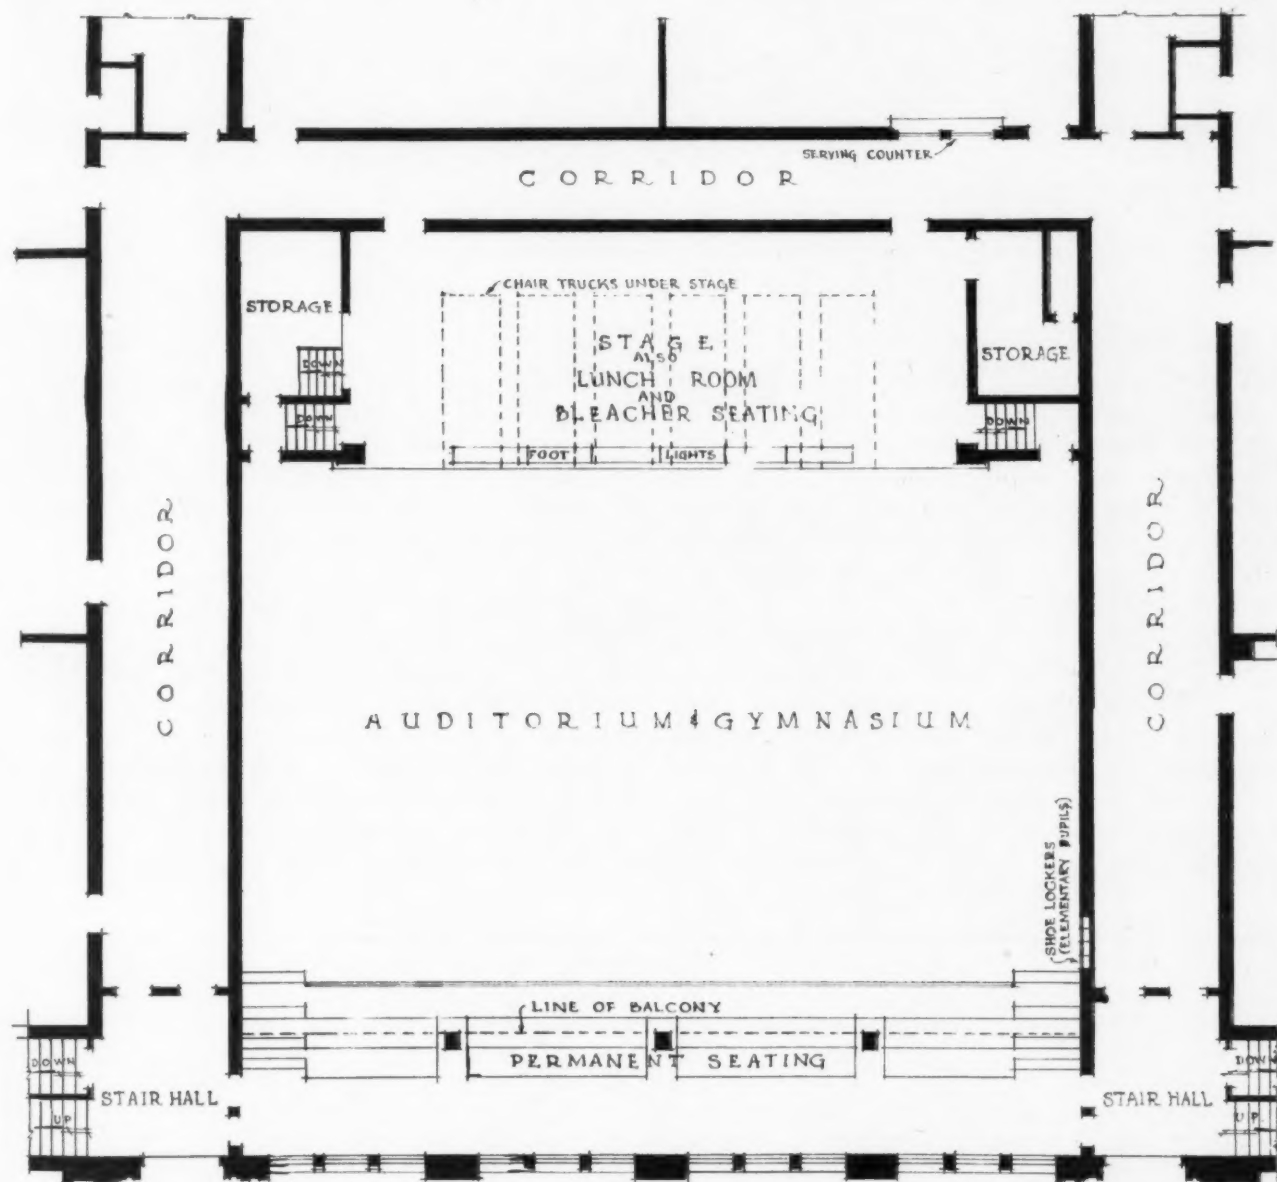 SERVING COUNTER
CORRIDOR
CHAIR TRUCKS UNDER STAGE
STORAGE
STAGE
ALSO
LUNCH ROOM
AND
BLEACHER SEATING
STORAGE
DOWN
DOWN
DOWN
FOOT LIGHTS
CORRIDOR
CORRIDOR
AUDITORIUM & GYMNASIUM
SHOE LOCKERS
(ELEMENTARY PUPILS)
LINE OF BALCONY
PERMANENT SEATING
DOWN
STAIR HALL
UP
DOWN
STAIR HALL
UP